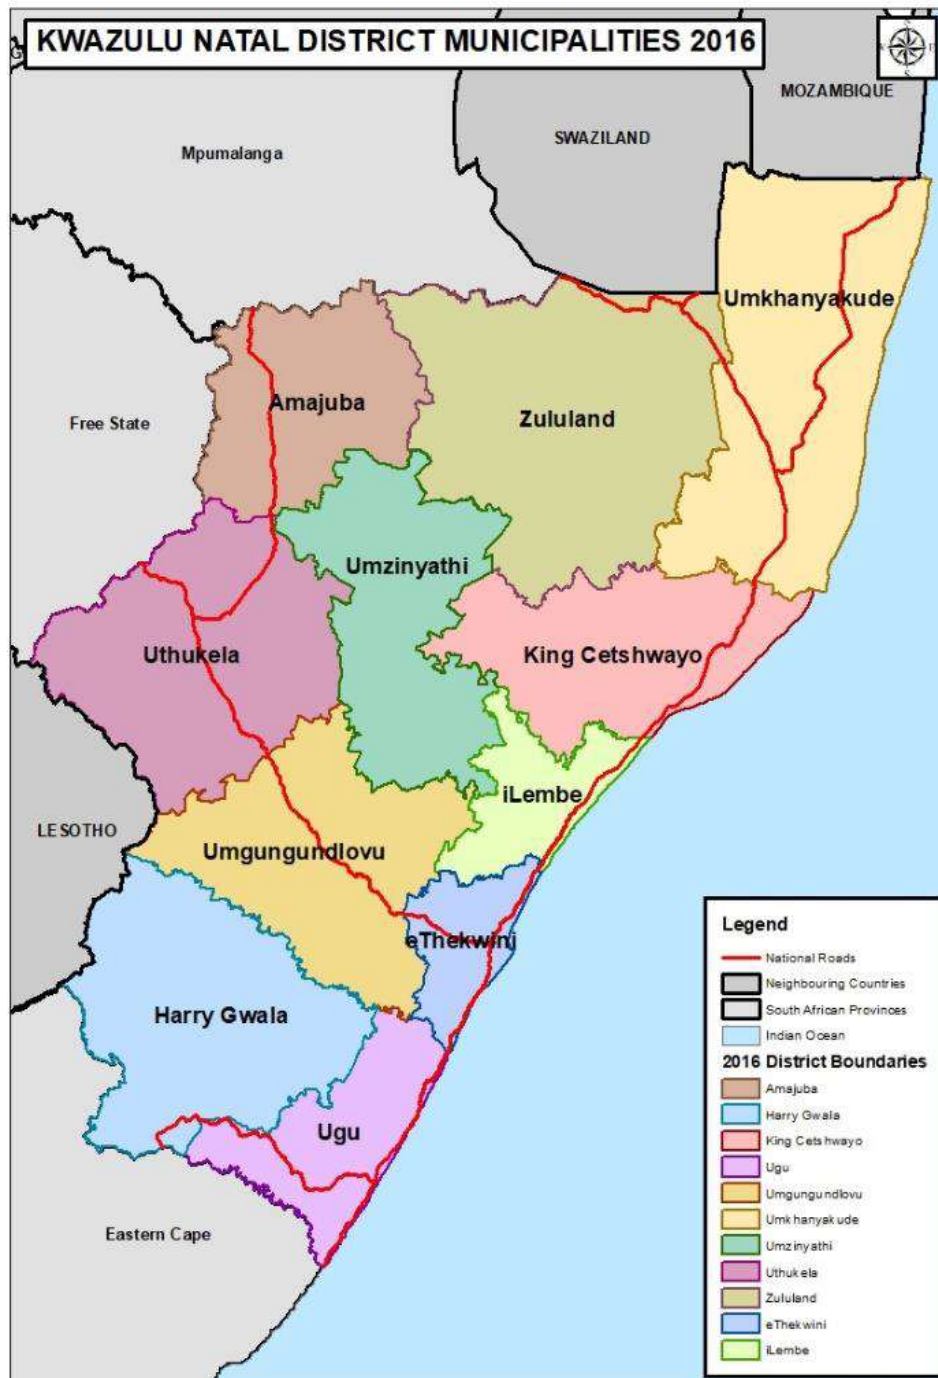 KWAZULU NATAL DISTRICT MUNICIPALITIES 2016
MOZAMBIQUE
SWAZILAND
Mpumalanga
Umkhanyakude
Amajuba
Zululand
Free State
Umzinyathi
Uthukela
King Cetshwayo
iLembe
LESOTHO
Umgungundlovu
eThekwini
Harry Gwala
Ugu
Eastern Cape
Legend
National Roads
Neighbouring Countries
South African Provinces
Indian Ocean
2016 District Boundaries
Amajuba
Harry Gwala
King Cetshwayo
Ugu
Umgungundlovu
Umkhanyakude
Umzinyathi
Uthukela
Zululand
eThekwini
iLembe